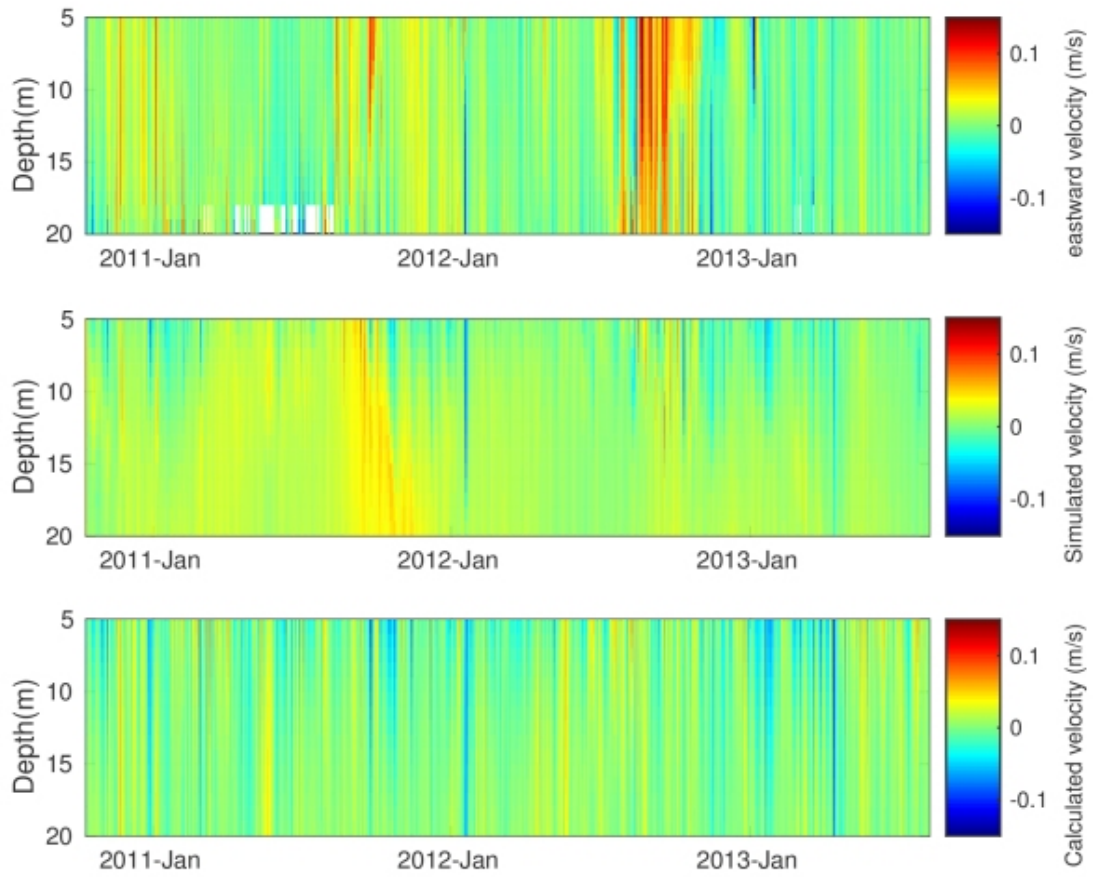 5
10
15
20
Depth(m)
2011-Jan 2012-Jan 2013-Jan
0.1
0
-0.1
eastward velocity (m/s)
5
10
15
20
Depth(m)
2011-Jan 2012-Jan 2013-Jan
0.1
0
-0.1
Simulated velocity (m/s)
5
10
15
20
Depth(m)
2011-Jan 2012-Jan 2013-Jan
0.1
0
-0.1
Calculated velocity (m/s)